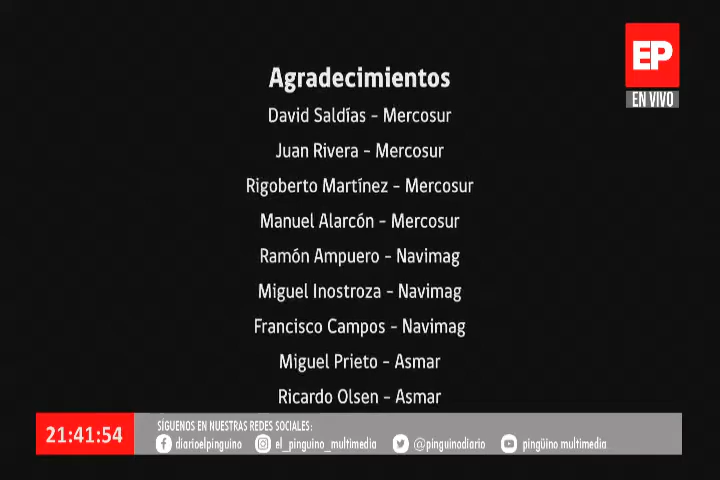 EP
EN VIVO
Agradecimientos
David Saldías - Mercosur
Juan Rivera - Mercosur
Rigoberto Martínez - Mercosur
Manuel Alarcón - Mercosur
Ramón Ampuero - Navimag
Miguel Inostroza - Navimag
Francisco Campos - Navimag
Miguel Prieto - Asmar
Ricardo Olsen - Asmar
21:41:54
SÍGUENOS EN NUESTRAS REDES SOCIALES:
diarioelpinguino el_pinguino_multimedia @pinguinodiario pingüino multimedia